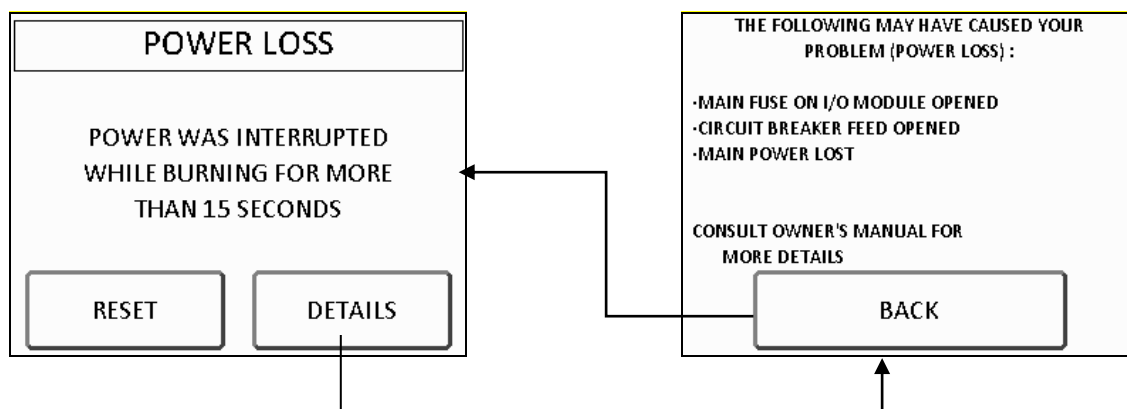 POWER LOSS
POWER WAS INTERRUPTED
WHILE BURNING FOR MORE
THAN 15 SECONDS
RESET
DETAILS
THE FOLLOWING MAY HAVE CAUSED YOUR
PROBLEM (POWER LOSS) :
·MAIN FUSE ON I/O MODULE OPENED
·CIRCUIT BREAKER FEED OPENED
·MAIN POWER LOST
CONSULT OWNER'S MANUAL FOR
MORE DETAILS
BACK